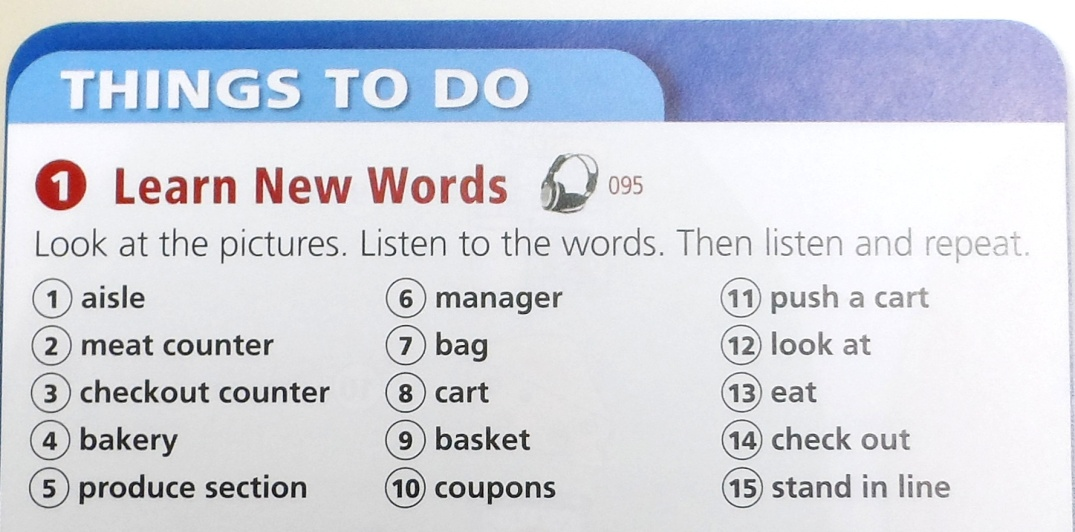 THINGS TO DO
1 Learn New Words 095
Look at the pictures. Listen to the words. Then listen and repeat.
1 aisle
2 meat counter
3 checkout counter
4 bakery
5 produce section
6 manager
7 bag
8 cart
9 basket
10 coupons
11 push a cart
12 look at
13 eat
14 check out
15 stand in line